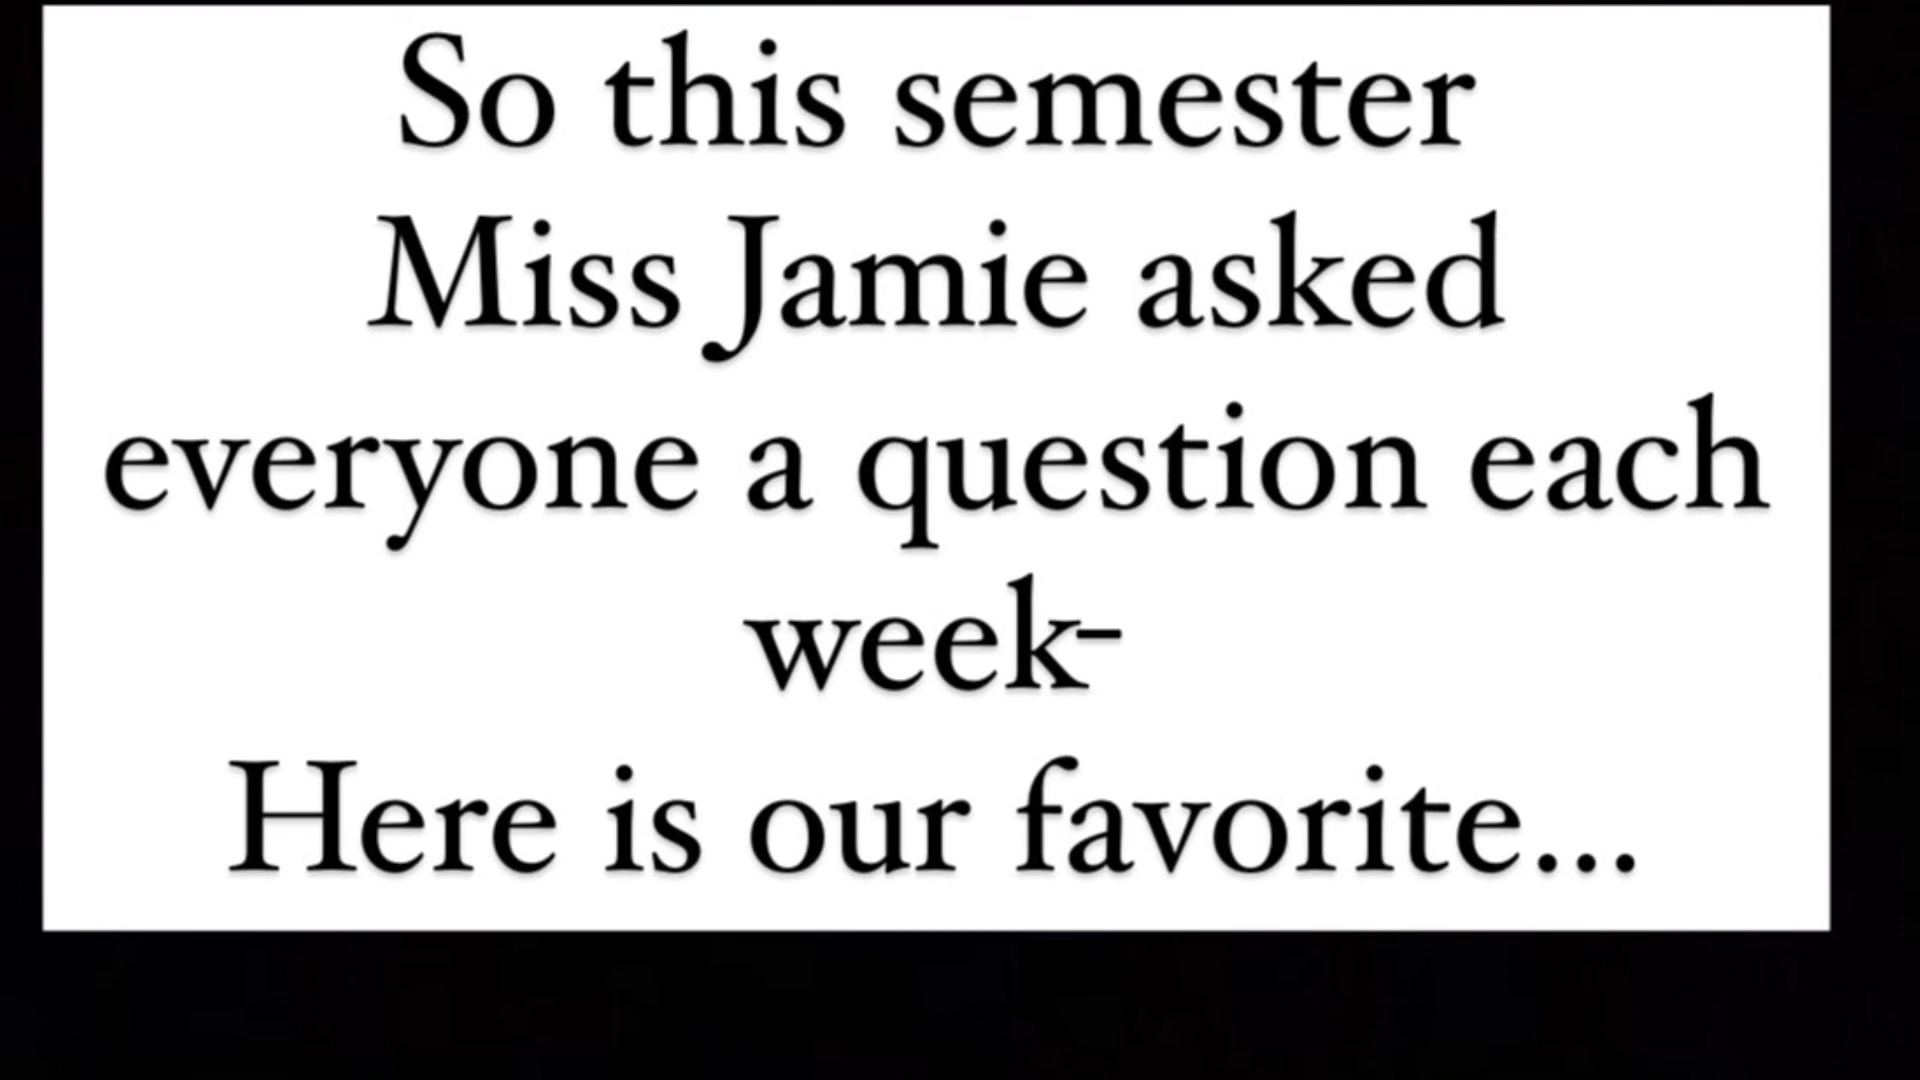 So this semester
Miss Jamie asked
everyone a question each
week-
Here is our favorite...